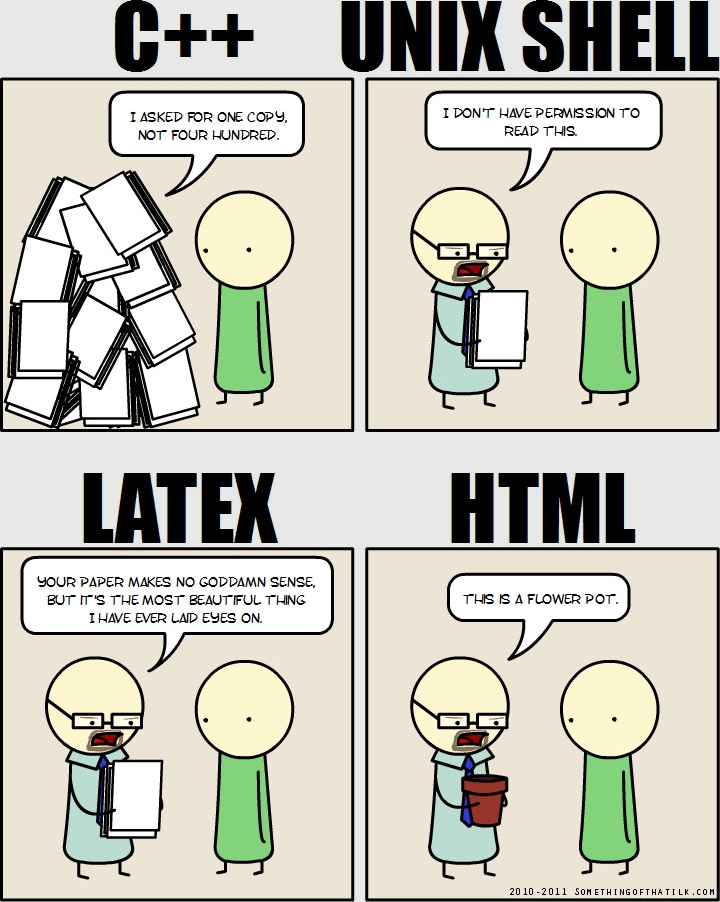 C++
I ASKED FOR ONE COPY,
NOT FOUR HUNDRED.
UNIX SHELL
I DON'T HAVE PERMISSION TO
READ THIS.
LATEX
YOUR PAPER MAKES NO GODDAMN SENSE,
BUT IT'S THE MOST BEAUTIFUL THING
I HAVE EVER LAID EYES ON.
HTML
THIS IS A FLOWER POT.
2010-2011 SOMETHINGOFTHATILK.COM